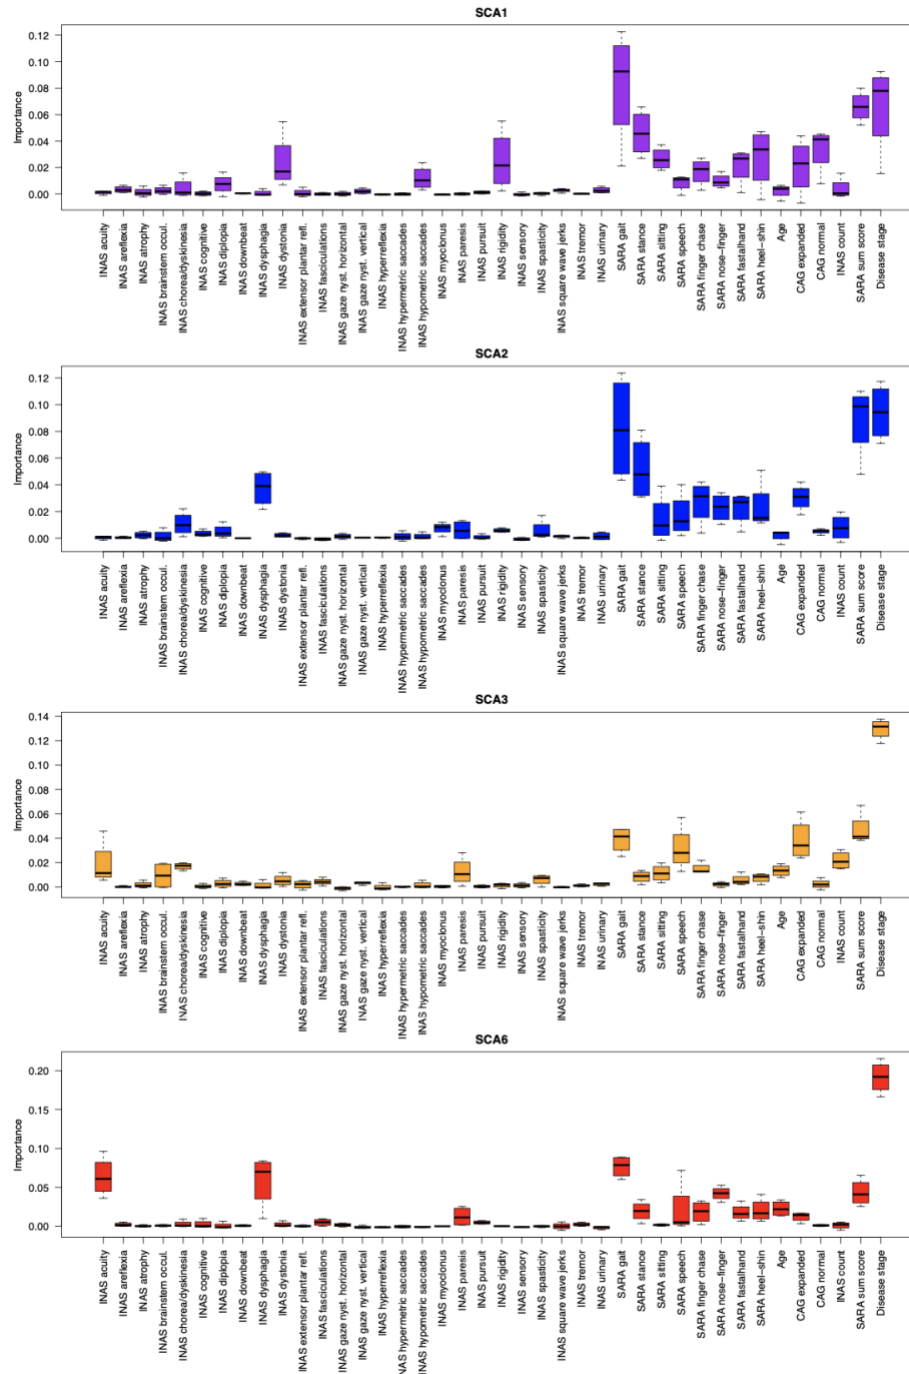 SCA1
Importance
0.12
0.10
0.08
0.06
0.04
0.02
0.00
INAS acuity
INAS areflexia
INAS atrophy
INAS brainstem occul.
INAS chorea/dyskinesia
INAS cognitive
INAS diplopia
INAS downbeat
INAS dysphagia
INAS dystonia
INAS extensor plantar refl.
INAS fasciculations
INAS gaze nyst. horizontal
INAS gaze nyst. vertical
INAS hyperreflexia
INAS hypermetric saccades
INAS hypometric saccades
INAS myoclonus
INAS paresis
INAS pursuit
INAS rigidity
INAS sensory
INAS spasticity
INAS square wave jerks
INAS tremor
INAS urinary
SARA gait
SARA stance
SARA sitting
SARA speech
SARA finger chase
SARA nose-finger
SARA fastalhand
SARA heel-shin
Age
CAG expanded
CAG normal
INAS count
SARA sum score
Disease stage
SCA2
Importance
0.12
0.10
0.08
0.06
0.04
0.02
0.00
INAS acuity
INAS areflexia
INAS atrophy
INAS brainstem occul.
INAS chorea/dyskinesia
INAS cognitive
INAS diplopia
INAS downbeat
INAS dysphagia
INAS dystonia
INAS extensor plantar refl.
INAS fasciculations
INAS gaze nyst. horizontal
INAS gaze nyst. vertical
INAS hyperreflexia
INAS hypermetric saccades
INAS hypometric saccades
INAS myoclonus
INAS paresis
INAS pursuit
INAS rigidity
INAS sensory
INAS spasticity
INAS square wave jerks
INAS tremor
INAS urinary
SARA gait
SARA stance
SARA sitting
SARA speech
SARA finger chase
SARA nose-finger
SARA fastalhand
SARA heel-shin
Age
CAG expanded
CAG normal
INAS count
SARA sum score
Disease stage
SCA3
Importance
0.14
0.12
0.10
0.08
0.06
0.04
0.02
0.00
INAS acuity
INAS areflexia
INAS atrophy
INAS brainstem occul.
INAS chorea/dyskinesia
INAS cognitive
INAS diplopia
INAS downbeat
INAS dysphagia
INAS dystonia
INAS extensor plantar refl.
INAS fasciculations
INAS gaze nyst. horizontal
INAS gaze nyst. vertical
INAS hyperreflexia
INAS hypermetric saccades
INAS hypometric saccades
INAS myoclonus
INAS paresis
INAS pursuit
INAS rigidity
INAS sensory
INAS spasticity
INAS square wave jerks
INAS tremor
INAS urinary
SARA gait
SARA stance
SARA sitting
SARA speech
SARA finger chase
SARA nose-finger
SARA fastalhand
SARA heel-shin
Age
CAG expanded
CAG normal
INAS count
SARA sum score
Disease stage
SCA6
Importance
0.20
0.15
0.10
0.05
0.00
INAS acuity
INAS areflexia
INAS atrophy
INAS brainstem occul.
INAS chorea/dyskinesia
INAS cognitive
INAS diplopia
INAS downbeat
INAS dysphagia
INAS dystonia
INAS extensor plantar refl.
INAS fasciculations
INAS gaze nyst. horizontal
INAS gaze nyst. vertical
INAS hyperreflexia
NAS hypermetric saccades
INAS hypometric saccades
INAS myoclonus
INAS paresis
INAS pursuit
INAS rigidity
INAS sensory
INAS spasticity
INAS square wave jerks
INAS tremor
INAS urinary
SARA gait
SARA stance
SARA sitting
SARA speech
SARA finger chase
SARA nose-finger
SARA fastalhand
SARA heel-shin
Age
CAG expanded
CAG normal
INAS count
SARA sum score
Disease stage